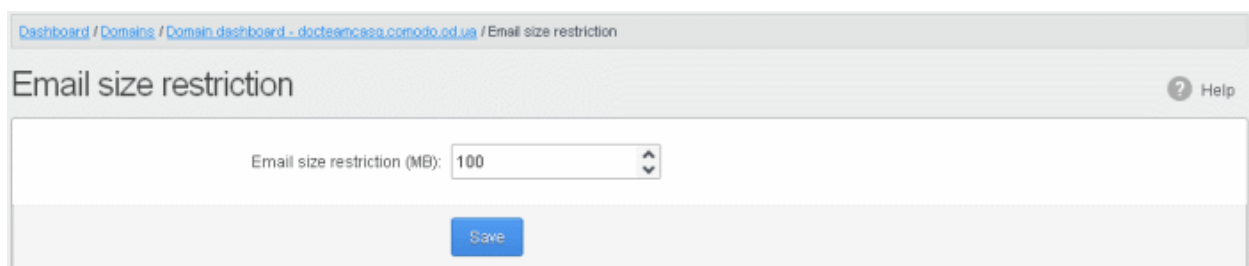 Dashboard / Domains / Domain dashboard - docteamcasg.comodo.od.ua / Email size restriction
Email size restriction
Help
Email size restriction (MB): 100
Save